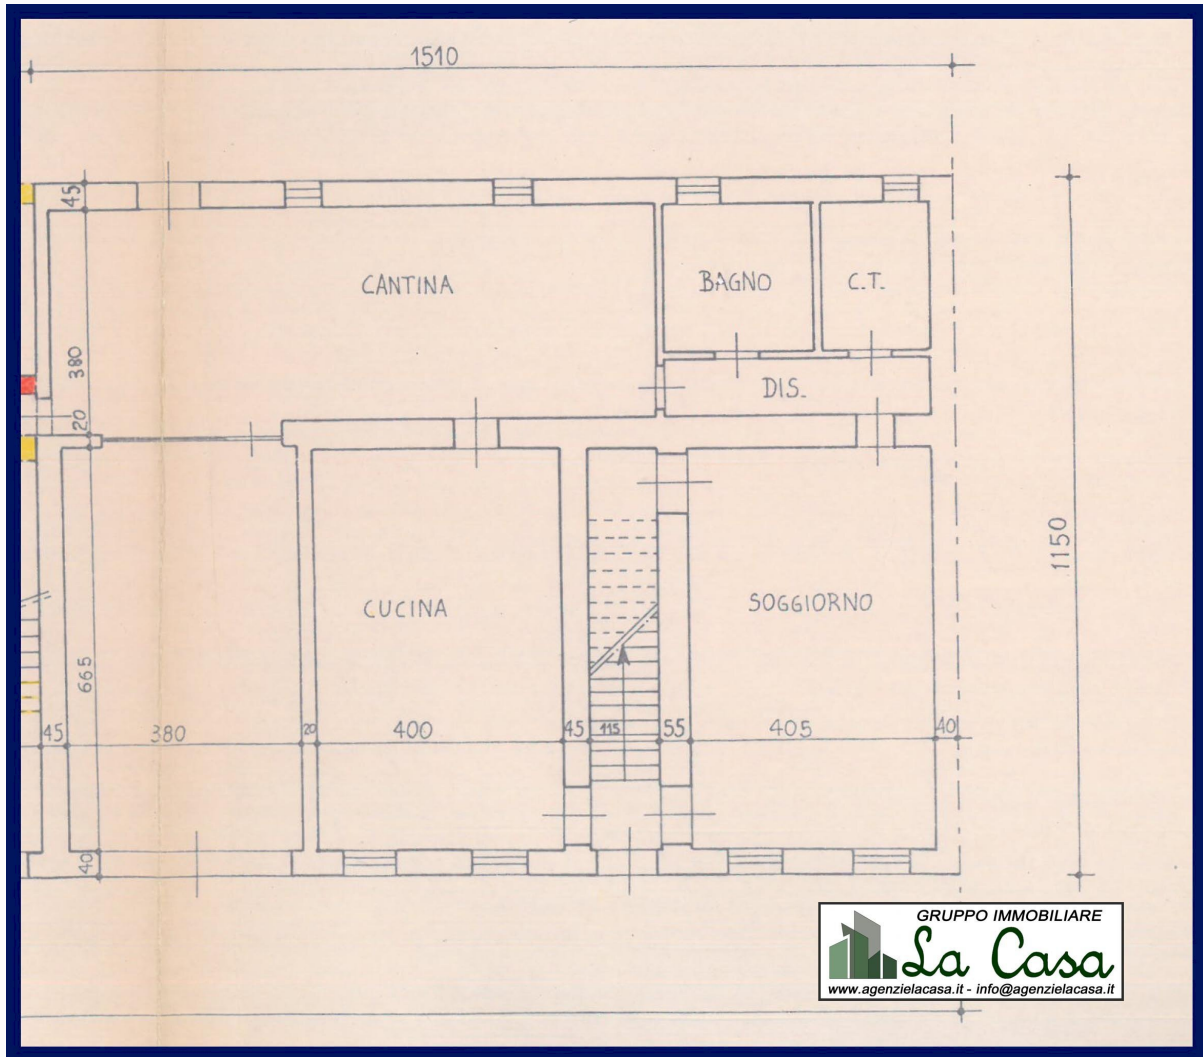 1510
45
CANTINA
BAGNO
C.T.
380
DIS.
20
1150
CUCINA
SOGGIORNO
665
45
380
20
400
45
115
55
405
40
40
GRUPPO IMMOBILIARE
La Casa
www.agenzielacasa.it - info@agenzielacasa.it